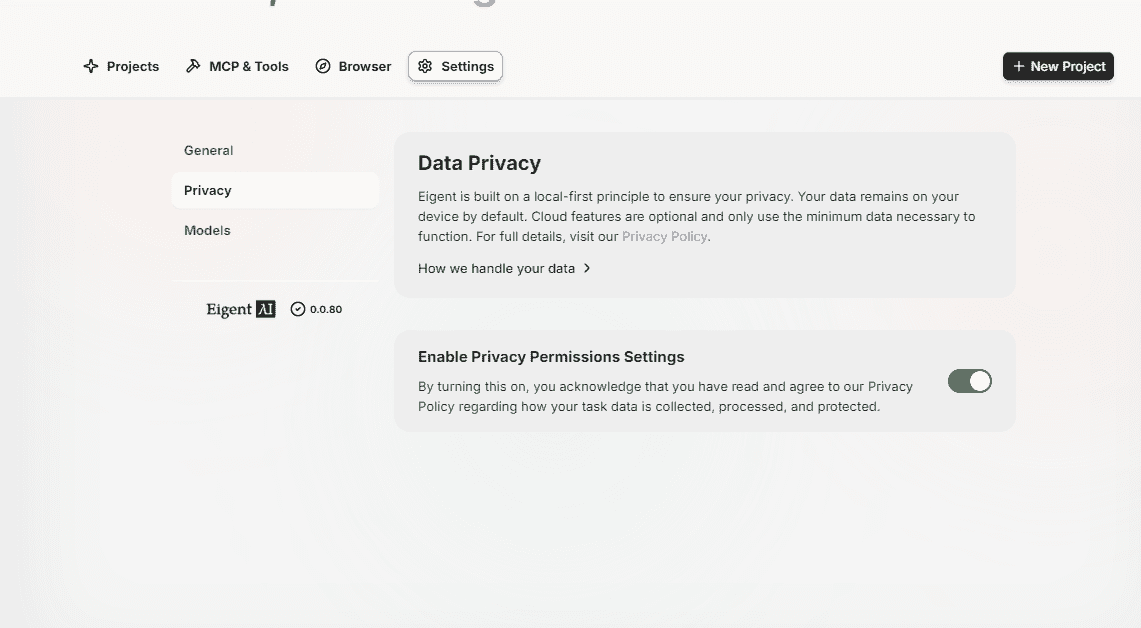 Projects
MCP & Tools
Browser
Settings
New Project
General
Privacy
Models
Eigent AI
0.0.80
Data Privacy
Eigent is built on a local-first principle to ensure your privacy. Your data remains on your
device by default. Cloud features are optional and only use the minimum data necessary to
function. For full details, visit our Privacy Policy.
How we handle your data
Enable Privacy Permissions Settings
By turning this on, you acknowledge that you have read and agree to our Privacy
Policy regarding how your task data is collected, processed, and protected.